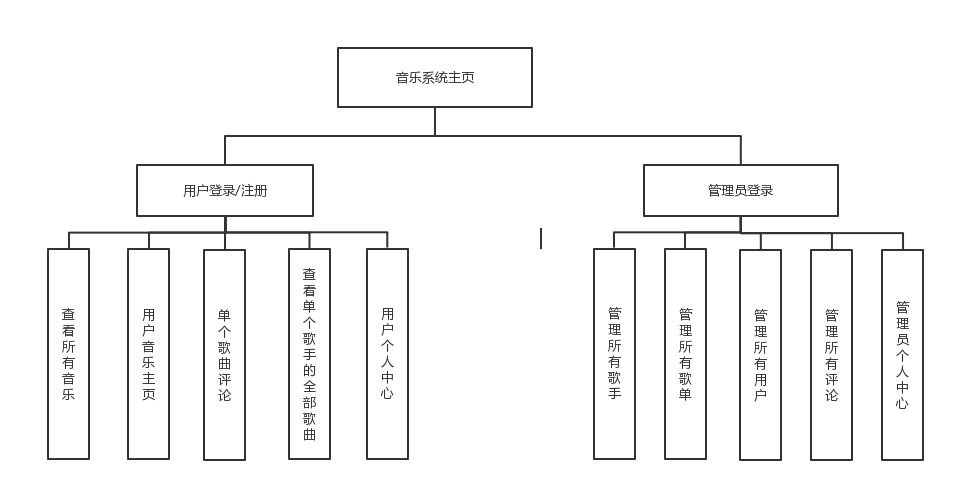 音乐系统主页
用户登录/注册
管理员登录
查看所有音乐
用户音乐主页
单个歌曲评论
查看单个歌手的全部歌曲
用户个人中心
管理所有歌手
管理所有歌单
管理所有用户
管理所有评论
管理员个人中心